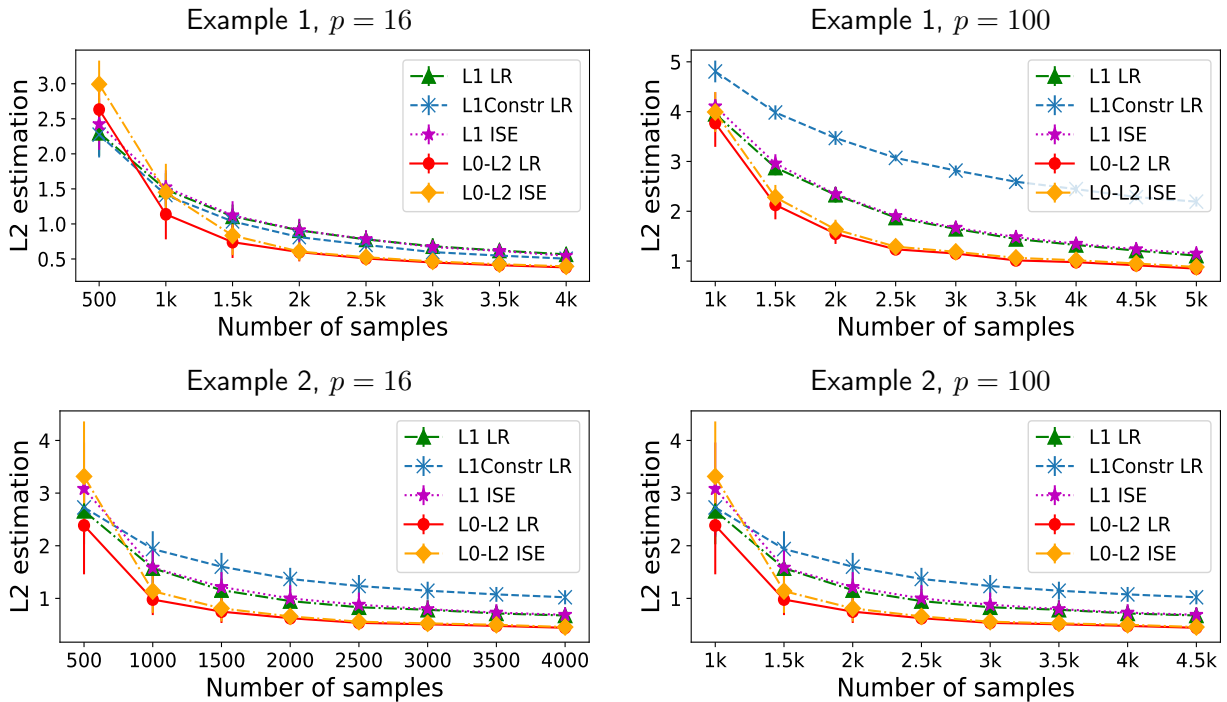 Example 1, p = 16
L2 estimation
3.0
2.5
2.0
1.5
1.0
0.5
L1 LR
L1Constr LR
L1 ISE
L0-L2 LR
L0-L2 ISE
500 1k 1.5k 2k 2.5k 3k 3.5k 4k
Number of samples
Example 1, p = 100
L2 estimation
5
4
3
2
1
L1 LR
L1Constr LR
L1 ISE
L0-L2 LR
L0-L2 ISE
1k 1.5k 2k 2.5k 3k 3.5k 4k 4.5k 5k
Number of samples
Example 2, p = 16
L2 estimation
4
3
2
1
L1 LR
L1Constr LR
L1 ISE
L0-L2 LR
L0-L2 ISE
500 1000 1500 2000 2500 3000 3500 4000
Number of samples
Example 2, p = 100
L2 estimation
4
3
2
1
L1 LR
L1Constr LR
L1 ISE
L0-L2 LR
L0-L2 ISE
1k 1.5k 2k 2.5k 3k 3.5k 4k 4.5k
Number of samples